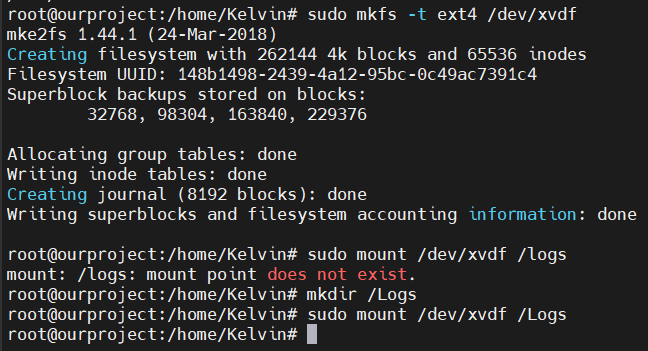 root@ourproject:/home/Kelvin# sudo mkfs -t ext4 /dev/xvdf
mke2fs 1.44.1 (24-Mar-2018)
Creating filesystem with 262144 4k blocks and 65536 inodes
Filesystem UUID: 148b1498-2439-4a12-95bc-0c49ac7391c4
Superblock backups stored on blocks:
        32768, 98304, 163840, 229376
Allocating group tables: done
Writing inode tables: done
Creating journal (8192 blocks): done
Writing superblocks and filesystem accounting information: done
root@ourproject:/home/Kelvin# sudo mount /dev/xvdf /logs
mount: /logs: mount point does not exist.
root@ourproject:/home/Kelvin# mkdir /Logs
root@ourproject:/home/Kelvin# sudo mount /dev/xvdf /Logs
root@ourproject:/home/Kelvin#